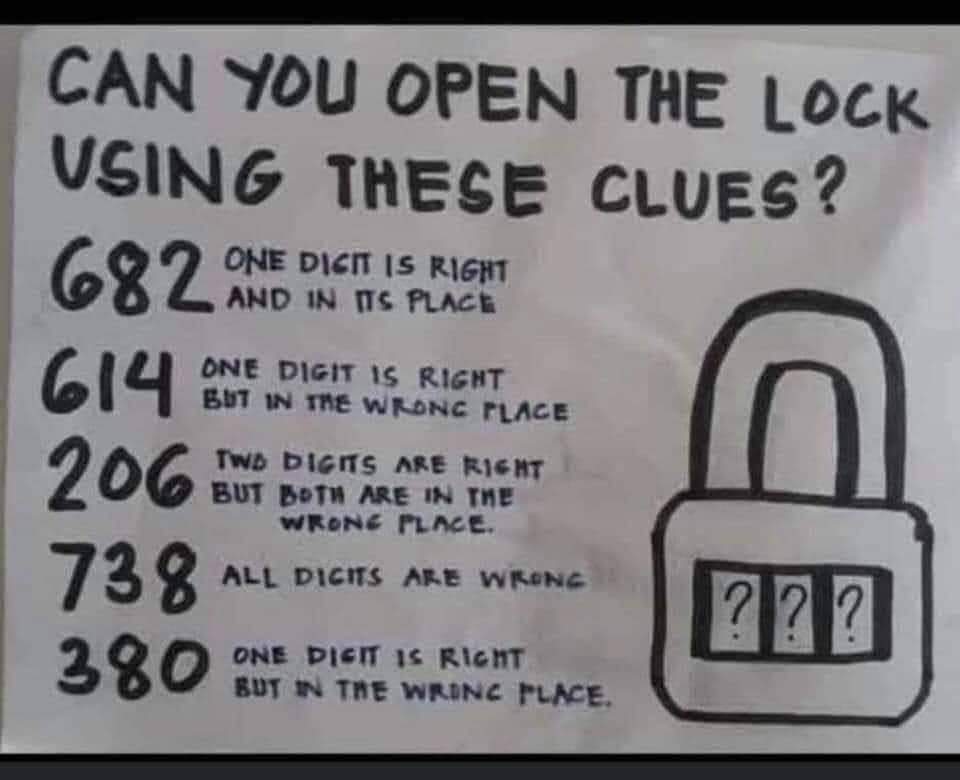 CAN YOU OPEN THE LOCK
USING THESE CLUES?
682 ONE DIGIT IS RIGHT
AND IN ITS PLACE
614 ONE DIGIT IS RIGHT
BUT IN THE WRONG PLACE
206 TWO DIGITS ARE RIGHT
BUT BOTH ARE IN THE
WRONG PLACE.
738 ALL DIGITS ARE WRONG
380 ONE DIGIT IS RIGHT
BUT IN THE WRONG PLACE.
? ? ?